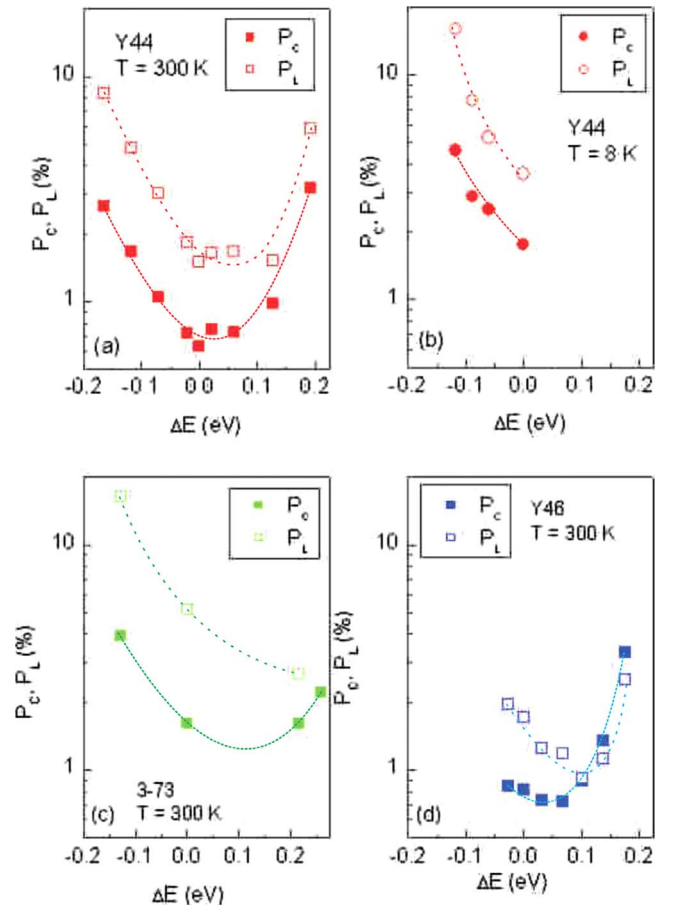 Y44
T = 300 K
P_c
P_L
10
1
P_c, P_L (%)
(a)
-0.2 -0.1 0.0 0.1 0.2
ΔE (eV)
P_c
P_L
Y44
T = 8 K
10
1
P_c, P_L (%)
(b)
-0.2 -0.1 0.0 0.1 0.2
ΔE (eV)
P_c
P_L
10
1
P_c, P_L (%)
(c)
3-73
T = 300 K
-0.2 -0.1 0.0 0.1 0.2
ΔE (eV)
P_c
P_L
Y46
T = 300 K
10
1
P_c, P_L (%)
(d)
-0.2 -0.1 0.0 0.1 0.2
ΔE (eV)